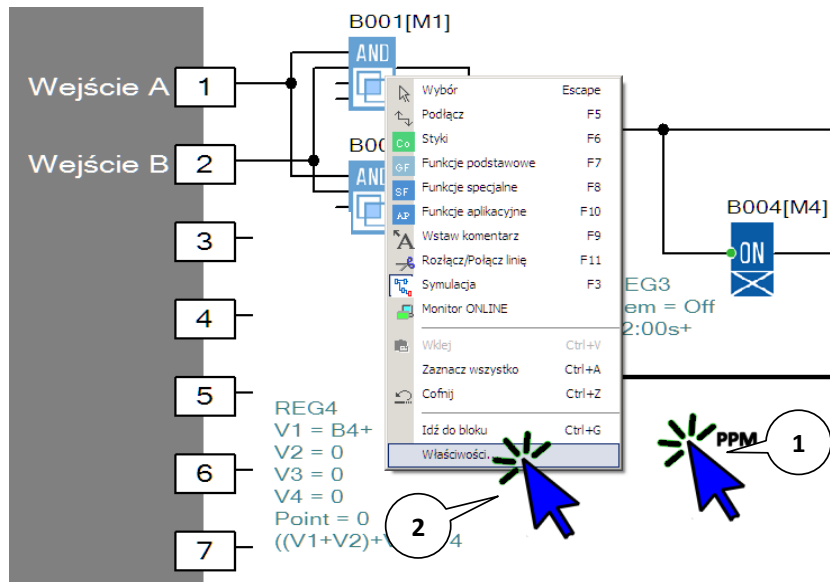 B001[M1]
AND
Wejście A 1
Wybór Escape
Podłącz F5
Co Styki F6
Wejście B 2
AND
GF Funkcje podstawowe F7
SF Funkcje specjalne F8
AP Funkcje aplikacyjne F10
B004[M4]
ON
3
A Wstaw komentarz F9
Rozłącz/Połącz linię F11
Symulacja F3
Monitor ONLINE
em = Off
2:00s+
4
Wklej Ctrl+V
Zaznacz wszystko Ctrl+A
Cofnij Ctrl+Z
5
Idź do bloku Ctrl+G
Właściwości...
PPM
1
REG4
V1 = B4+
V2 = 0
V3 = 0
V4 = 0
Point = 0
((V1+V2)+
6
2
7